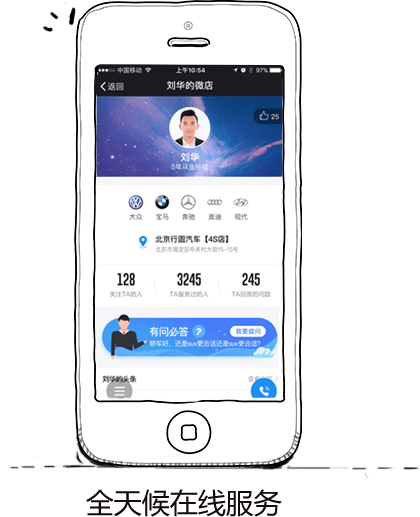 中国移动 上午10:54 97%
返回 刘华的微店
25
刘华
5年从业经验
大众 宝马 奔驰 奥迪 现代
北京行圆汽车【4S店】
北京市海淀区中关村大街15-15号
128 3245 245
关注TA的人 TA服务过的人 TA回答的问题
有问必答 ? 我要提问
轿车好，还是suv更合适还是suv更合适?
刘华的头条
全天候在线服务